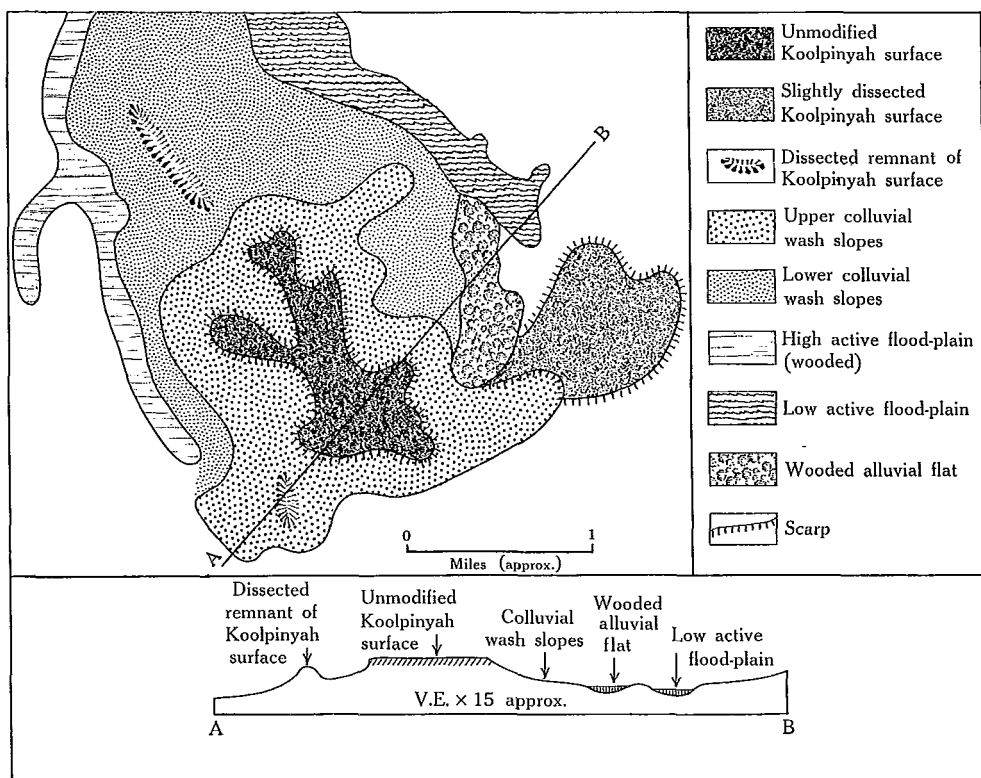 B
A
0 1
Miles (approx.)
Unmodified
Koolpinyah surface
Slightly dissected
Koolpinyah surface
Dissected remnant of
Koolpinyah surface
Upper colluvial
wash slopes
Lower colluvial
wash slopes
High active flood-plain
(wooded)
Low active flood-plain
Wooded alluvial flat
Scarp
Dissected
remnant of
Koolpinyah
surface
Unmodified
Koolpinyah
surface
Colluvial
wash slopes
Wooded
alluvial
flat
Low active
flood-plain
V.E. × 15 approx.
A B